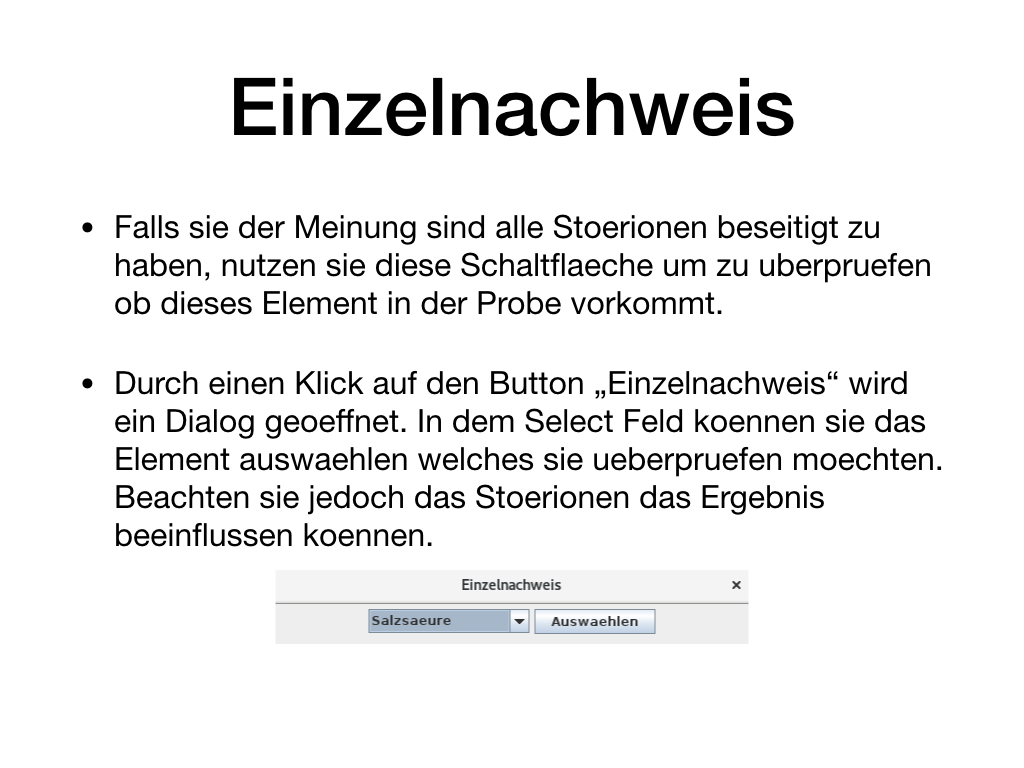 Einzelnachweis
• Falls sie der Meinung sind alle Stoerionen beseitigt zu
haben, nutzen sie diese Schaltflaeche um zu uberpruefen
ob dieses Element in der Probe vorkommt.
• Durch einen Klick auf den Button „Einzelnachweis“ wird
ein Dialog geoeffnet. In dem Select Feld koennen sie das
Element auswaehlen welches sie ueberpruefen moechten.
Beachten sie jedoch das Stoerionen das Ergebnis
beeinflussen koennen.
Einzelnachweis ×
Salzsaeure Auswaehlen